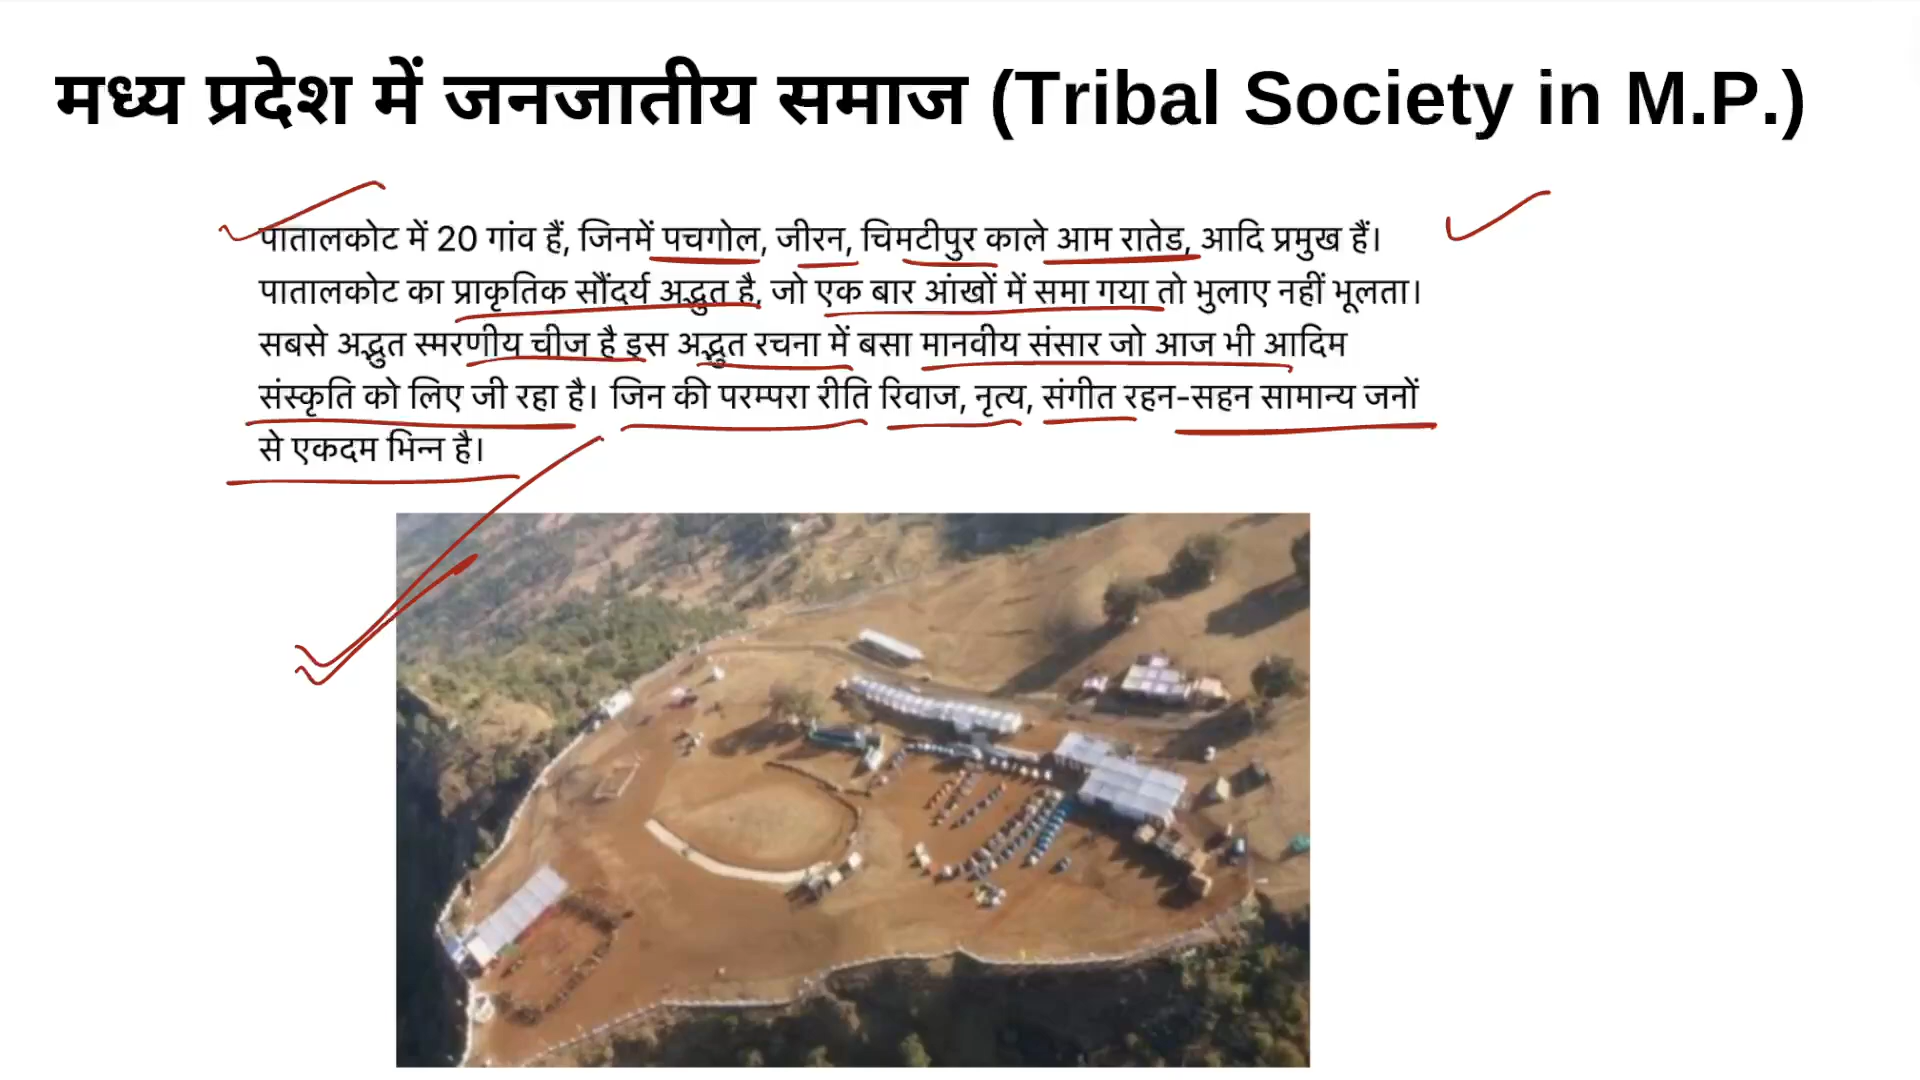 मध्य प्रदेश में जनजातीय समाज (Tribal Society in M.P.)
पातालकोट में 20 गांव हैं, जिनमें पचगोल, जीरन, चिमटीपुर काले आम रातेड, आदि प्रमुख हैं।
पातालकोट का प्राकृतिक सौंदर्य अद्भुत है, जो एक बार आंखों में समा गया तो भुलाए नहीं भूलता।
सबसे अद्भुत स्मरणीय चीज है इस अद्भुत रचना में बसा मानवीय संसार जो आज भी आदिम
संस्कृति को लिए जी रहा है। जिन की परम्परा रीति रिवाज, नृत्य, संगीत रहन-सहन सामान्य जनों
से एकदम भिन्न है।